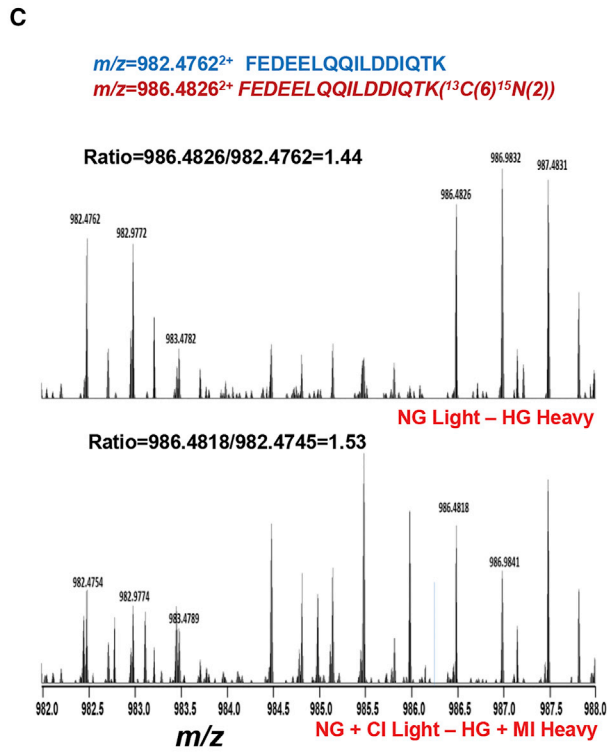 C
m/z=982.4762²⁺ FEDEELQQILDDIQTK
m/z=986.4826²⁺ FEDEELQQILDDIQTK(¹³C(6)¹⁵N(2))
Ratio=986.4826/982.4762=1.44
986.9832
987.4831
986.4826
982.4762
982.9772
983.4782
NG Light – HG Heavy
Ratio=986.4818/982.4745=1.53
986.4818
986.9841
982.4754
982.9774
983.4789
982.0 982.5 983.0 983.5 984.0 984.5 985.0 985.5 986.0 986.5 987.0 987.5 988.0
m/z
NG + CI Light – HG + MI Heavy